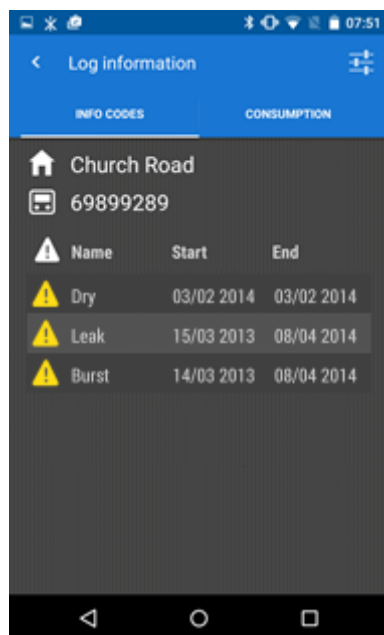 07:51
Log information
INFO CODES CONSUMPTION
Church Road
69899289
Name Start End
Dry 03/02 2014 03/02 2014
Leak 15/03 2013 08/04 2014
Burst 14/03 2013 08/04 2014